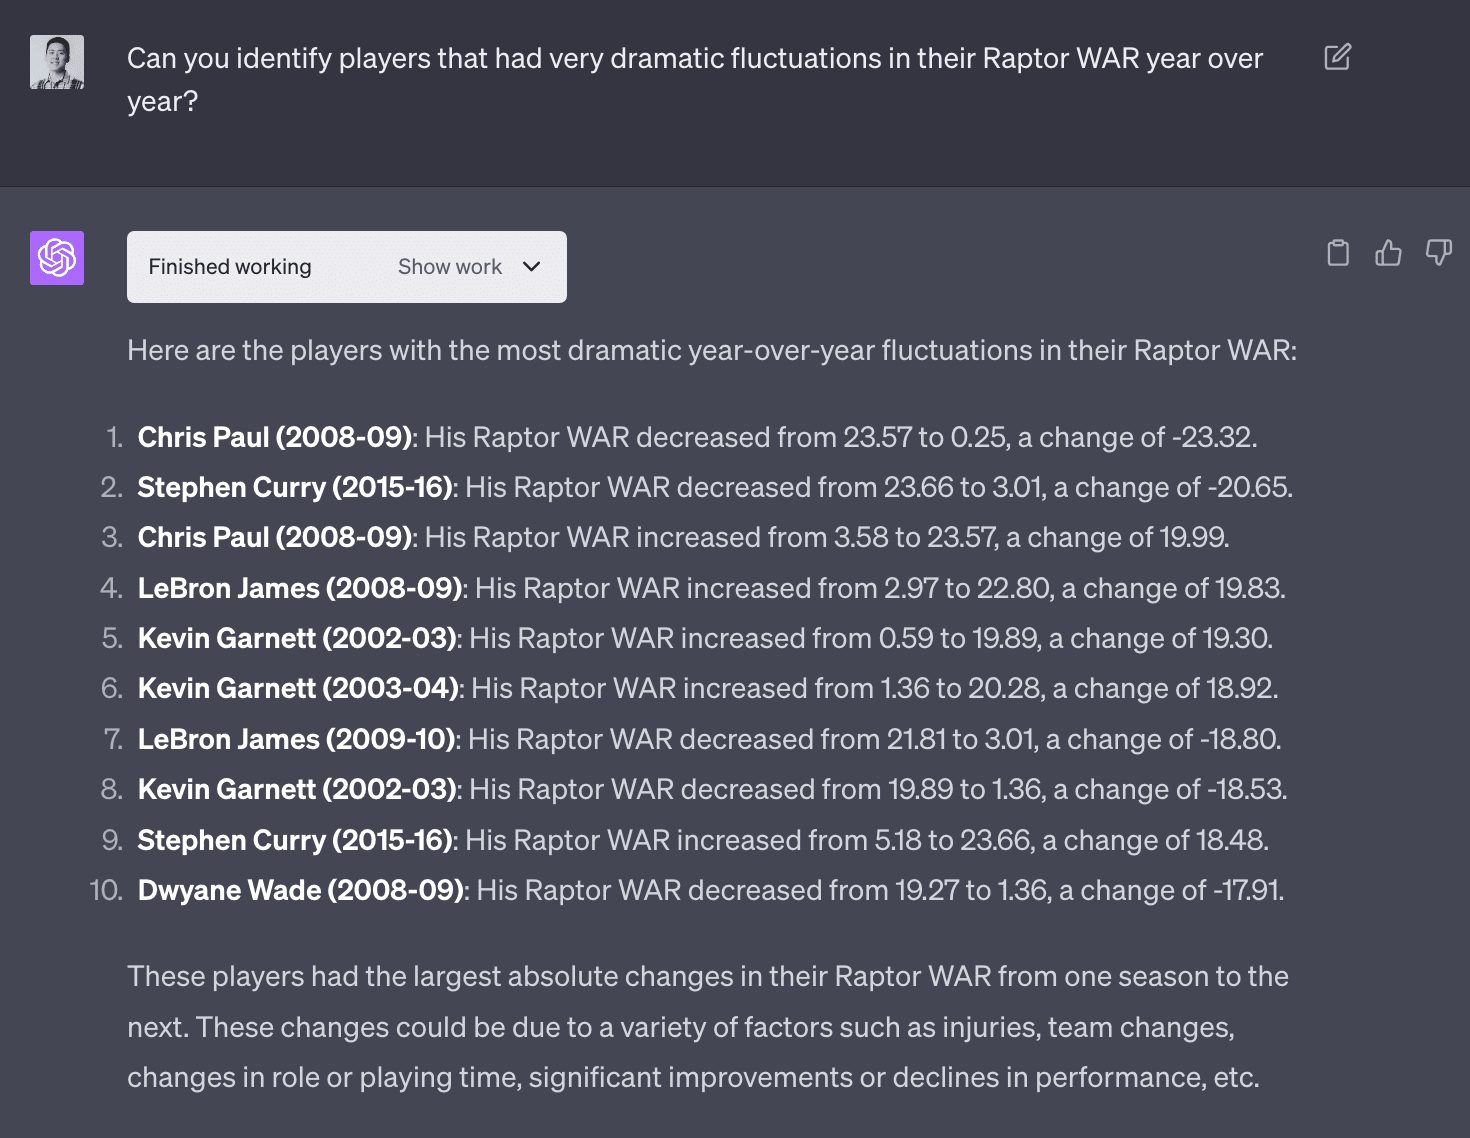 Can you identify players that had very dramatic fluctuations in their Raptor WAR year over
year?
Finished working Show work
Here are the players with the most dramatic year-over-year fluctuations in their Raptor WAR:
1. Chris Paul (2008-09): His Raptor WAR decreased from 23.57 to 0.25, a change of -23.32.
2. Stephen Curry (2015-16): His Raptor WAR decreased from 23.66 to 3.01, a change of -20.65.
3. Chris Paul (2008-09): His Raptor WAR increased from 3.58 to 23.57, a change of 19.99.
4. LeBron James (2008-09): His Raptor WAR increased from 2.97 to 22.80, a change of 19.83.
5. Kevin Garnett (2002-03): His Raptor WAR increased from 0.59 to 19.89, a change of 19.30.
6. Kevin Garnett (2003-04): His Raptor WAR increased from 1.36 to 20.28, a change of 18.92.
7. LeBron James (2009-10): His Raptor WAR decreased from 21.81 to 3.01, a change of -18.80.
8. Kevin Garnett (2002-03): His Raptor WAR decreased from 19.89 to 1.36, a change of -18.53.
9. Stephen Curry (2015-16): His Raptor WAR increased from 5.18 to 23.66, a change of 18.48.
10. Dwyane Wade (2008-09): His Raptor WAR decreased from 19.27 to 1.36, a change of -17.91.
These players had the largest absolute changes in their Raptor WAR from one season to the
next. These changes could be due to a variety of factors such as injuries, team changes,
changes in role or playing time, significant improvements or declines in performance, etc.